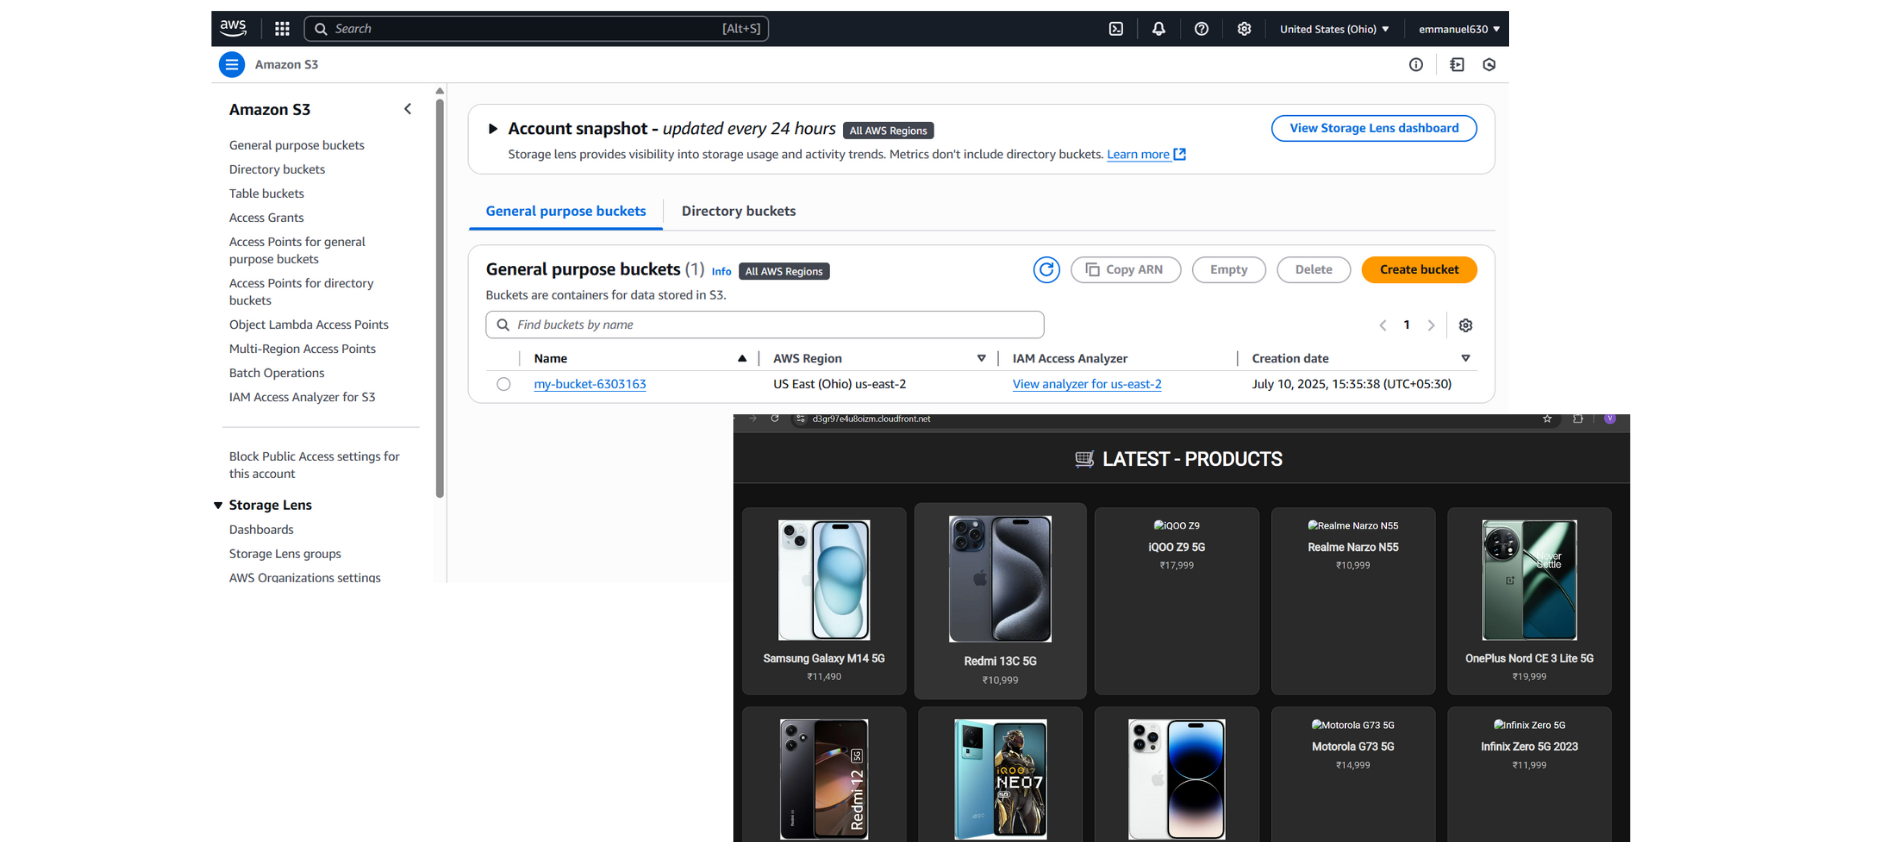 aws
Search
[Alt+S]
United States (Ohio)
emmanuel630
Amazon S3
Amazon S3
General purpose buckets
Directory buckets
Table buckets
Access Grants
Access Points for general
purpose buckets
Access Points for directory
buckets
Object Lambda Access Points
Multi-Region Access Points
Batch Operations
IAM Access Analyzer for S3
Block Public Access settings for
this account
Storage Lens
Dashboards
Storage Lens groups
AWS Organizations settings
Account snapshot - updated every 24 hours All AWS Regions
View Storage Lens dashboard
Storage lens provides visibility into storage usage and activity trends. Metrics don't include directory buckets. Learn more
General purpose buckets
Directory buckets
General purpose buckets (1) Info All AWS Regions
Copy ARN
Empty
Delete
Create bucket
Buckets are containers for data stored in S3.
Find buckets by name
1
Name AWS Region IAM Access Analyzer Creation date
my-bucket-6303163 US East (Ohio) us-east-2 View analyzer for us-east-2 July 10, 2025, 15:35:38 (UTC+05:30)
d3gr97e4u8oizm.cloudfront.net
V
LATEST - PRODUCTS
Samsung Galaxy M14 5G
₹11,490
Redmi 13C 5G
₹10,999
iQOO Z9
iQOO Z9 5G
₹17,999
Realme Narzo N55
Realme Narzo N55
₹10,999
Never
Settle
OnePlus Nord CE 3 Lite 5G
₹19,999
Redmi 12 5G
iQOO
NEO7
Motorola G73 5G
Motorola G73 5G
₹14,999
Infinix Zero 5G
Infinix Zero 5G 2023
₹11,999